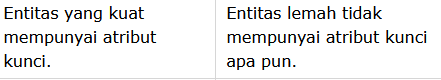 Entitas yang kuat
mempunyai atribut
kunci.
Entitas lemah tidak
mempunyai atribut kunci
apa pun.